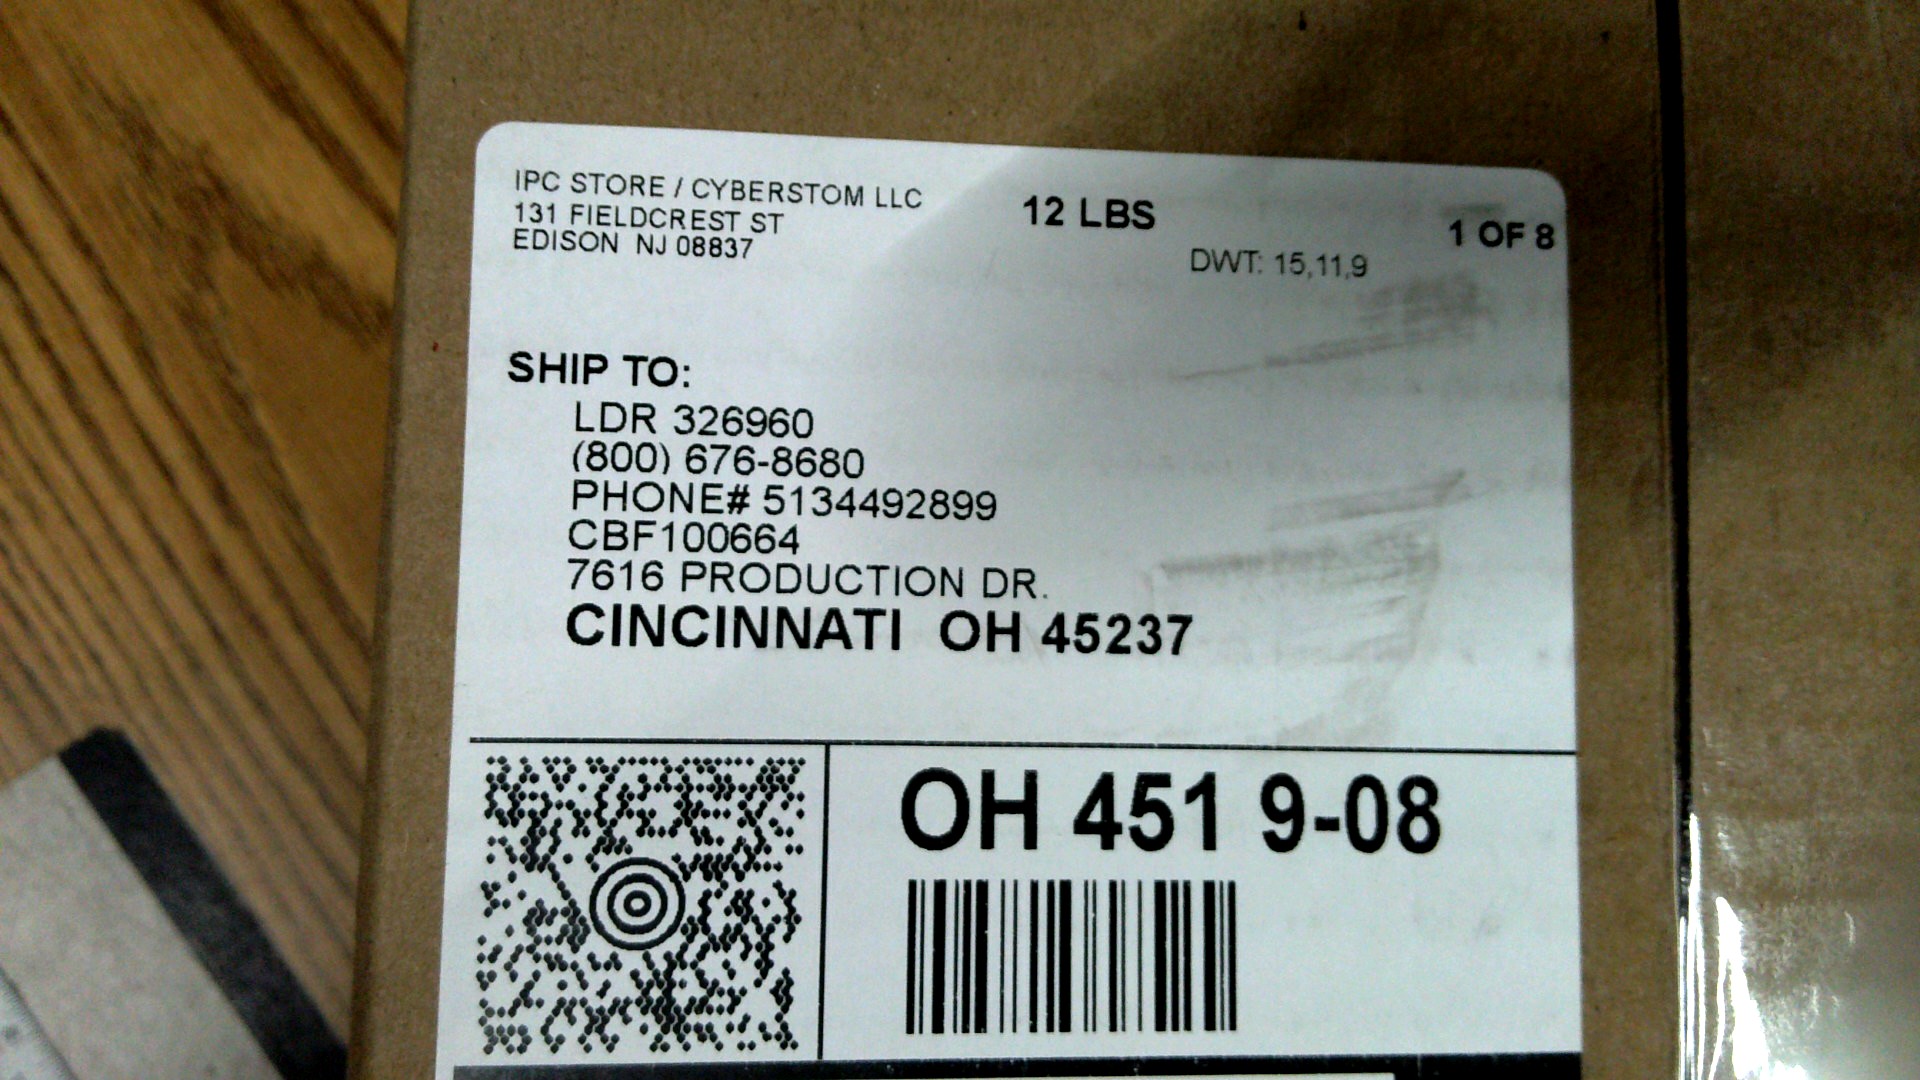 IPC STORE / CYBERSTOM LLC
131 FIELDCREST ST
EDISON NJ 08837
12 LBS
1 OF 8
DWT: 15,11,9
SHIP TO:
LDR 326960
(800) 676-8680
PHONE# 5134492899
CBF100664
7616 PRODUCTION DR.
CINCINNATI OH 45237
OH 451 9-08